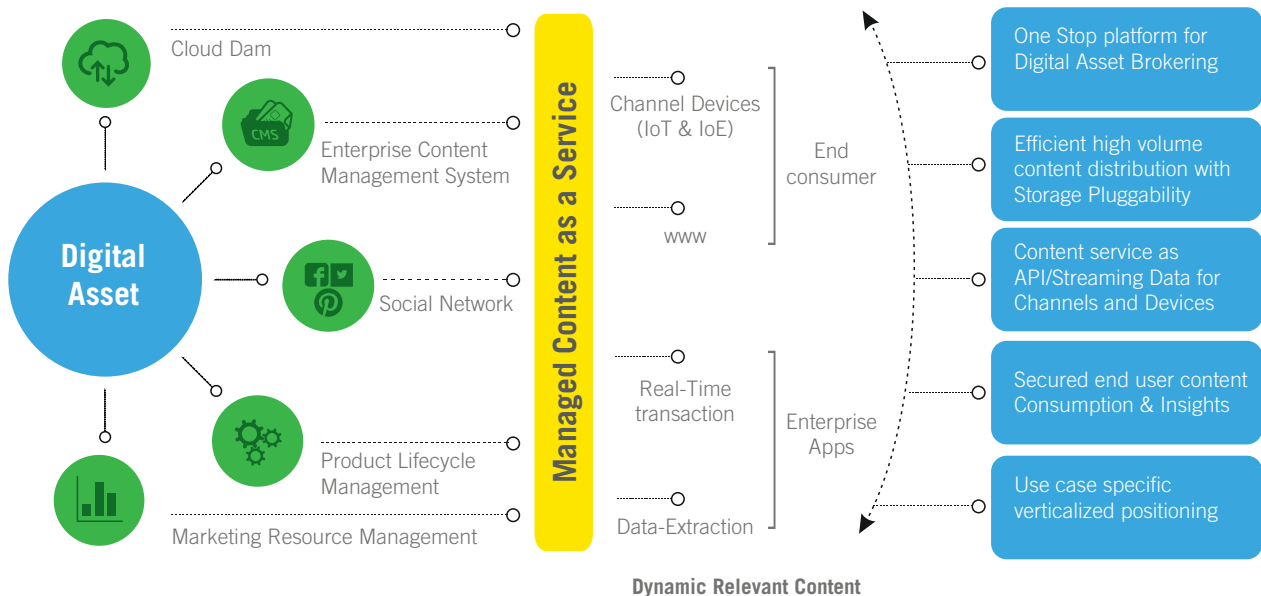 Cloud Dam
CMS
Enterprise Content
Management System
Digital
Asset
Social Network
Product Lifecycle
Management
Marketing Resource Management
Managed Content as a Service
Channel Devices
(IoT & IoE)
www
End
consumer
Real-Time
transaction
Data-Extraction
Enterprise
Apps
One Stop platform for
Digital Asset Brokering
Efficient high volume
content distribution with
Storage Pluggability
Content service as
API/Streaming Data for
Channels and Devices
Secured end user content
Consumption & Insights
Use case specific
verticalized positioning
Dynamic Relevant Content